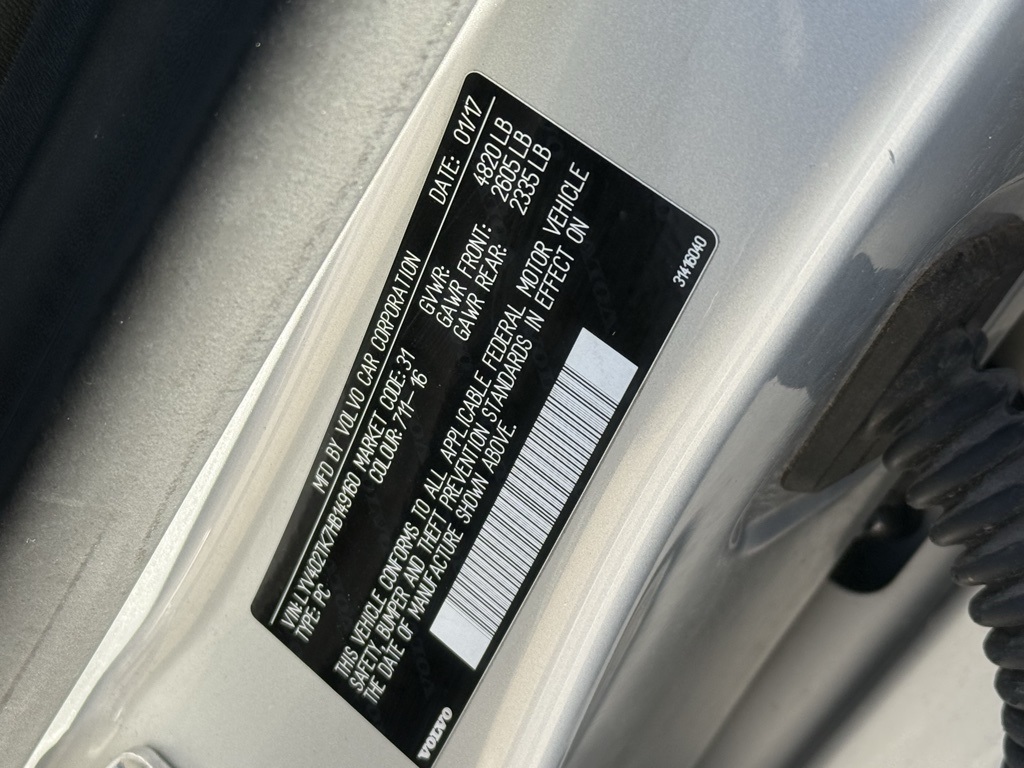 MFD BY VOLVO CAR CORPORATION DATE: 01/17
VIN: LYV402TK7HB149160 MARKET CODE: 31
TYPE: PC COLOUR: 711-16
GVWR: 4820 LB
GAWR FRONT: 2605 LB
GAWR REAR: 2335 LB
THIS VEHICLE CONFORMS TO ALL APPLICABLE FEDERAL MOTOR VEHICLE
SAFETY, BUMPER AND THEFT PREVENTION STANDARDS IN EFFECT ON
THE DATE OF MANUFACTURE SHOWN ABOVE.
VOLVO
31416040